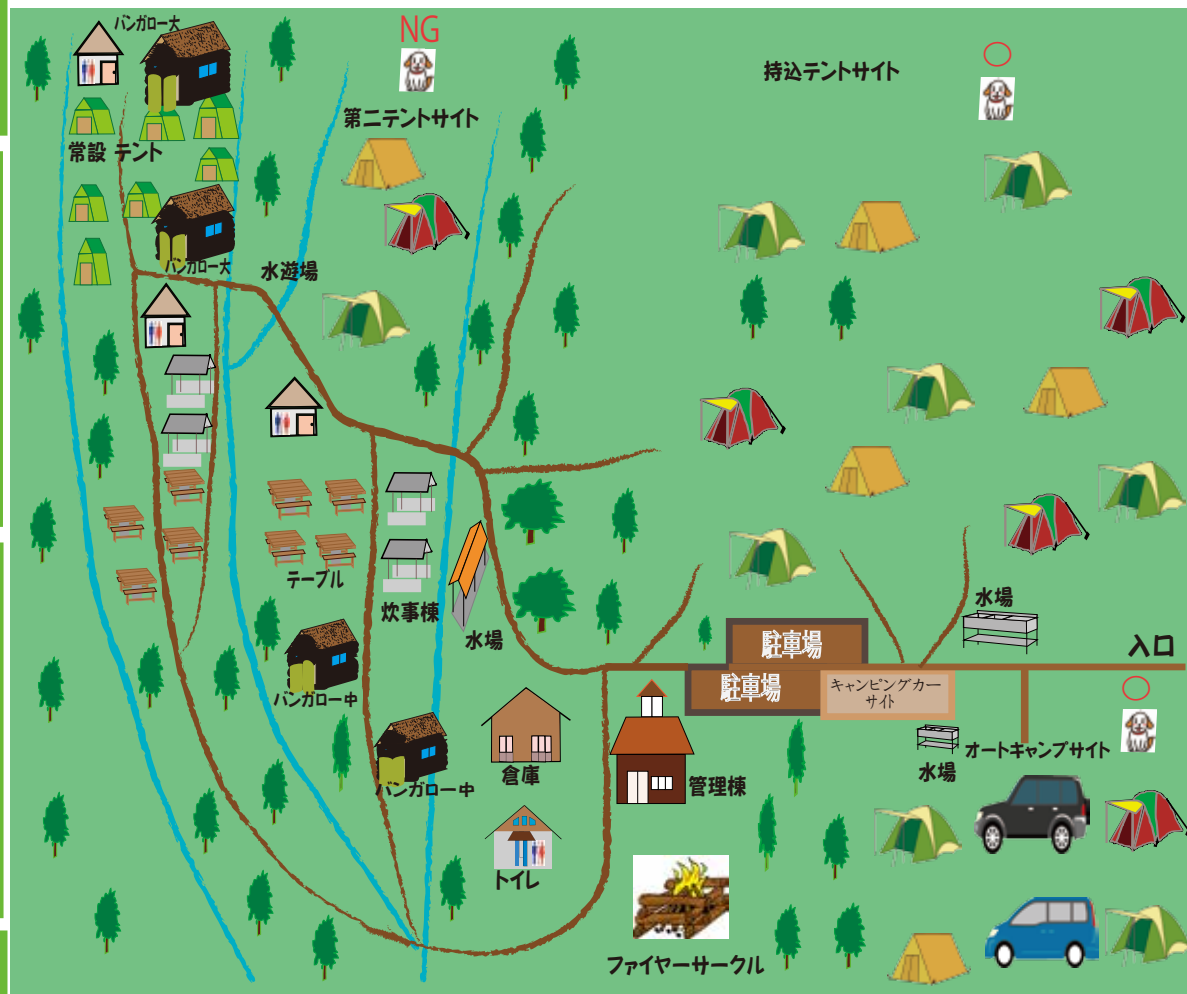 バンガロー大
NG
持込テントサイト
第二テントサイト
常設 テント
バンガロー大
水遊場
テーブル
炊事棟
水場
水場
入口
駐車場
駐車場
キャンピングカー
サイト
バンガロー中
バンガロー中
倉庫
管理棟
水場
オートキャンプサイト
トイレ
ファイヤーサークル